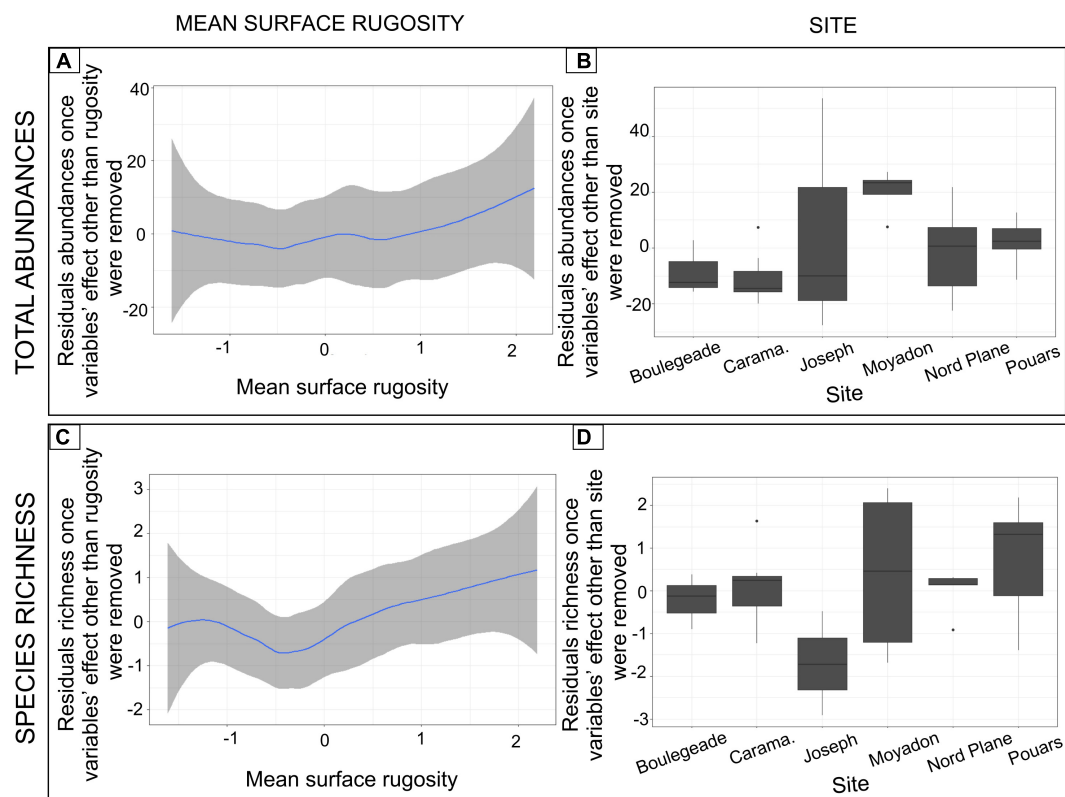 MEAN SURFACE RUGOSITY
SITE
TOTAL ABUNDANCES
A
Residuals abundances once
variables' effect other than rugosity
were removed
40
20
0
-20
-1
0
1
2
Mean surface rugosity
B
Residuals abundances once
variables' effect other than site
were removed
40
20
0
-20
Boulegeade
Carama.
Joseph
Moyadon
Nord Plane
Pouars
Site
SPECIES RICHNESS
C
Residuals richness once
variables' effect other than rugosity
were removed
3
2
1
0
-1
-2
-1
0
1
2
Mean surface rugosity
D
Residuals richness once
variables' effect other than site
were removed
2
1
0
-1
-2
-3
Boulegeade
Carama.
Joseph
Moyadon
Nord Plane
Pouars
Site